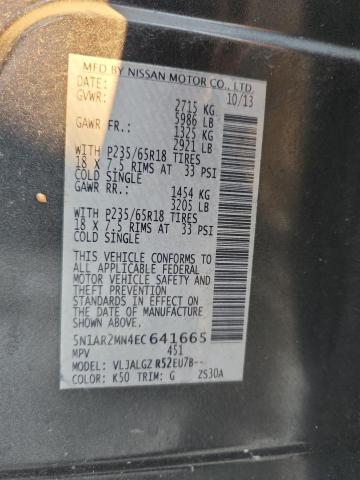 MFD BY NISSAN MOTOR CO., LTD.
DATE: 10/13
GVWR: 2715 KG
5986 LB
GAWR FR.: 1325 KG
2921 LB
WITH P235/65R18 TIRES
18 X 7.5 RIMS AT 33 PSI
COLD SINGLE
GAWR RR.: 1454 KG
3205 LB
WITH P235/65R18 TIRES
18 X 7.5 RIMS AT 33 PSI
COLD SINGLE
THIS VEHICLE CONFORMS TO
ALL APPLICABLE FEDERAL
MOTOR VEHICLE SAFETY
AND THEFT PREVENTION
STANDARDS IN EFFECT ON THE
DATE OF MANUFACTURE SHOWN
ABOVE.
5N1AR2MN4EC641665
MPV 451
MODEL: VLJALGZ R52EU7B--
COLOR: K50 TRIM: G ZS30A